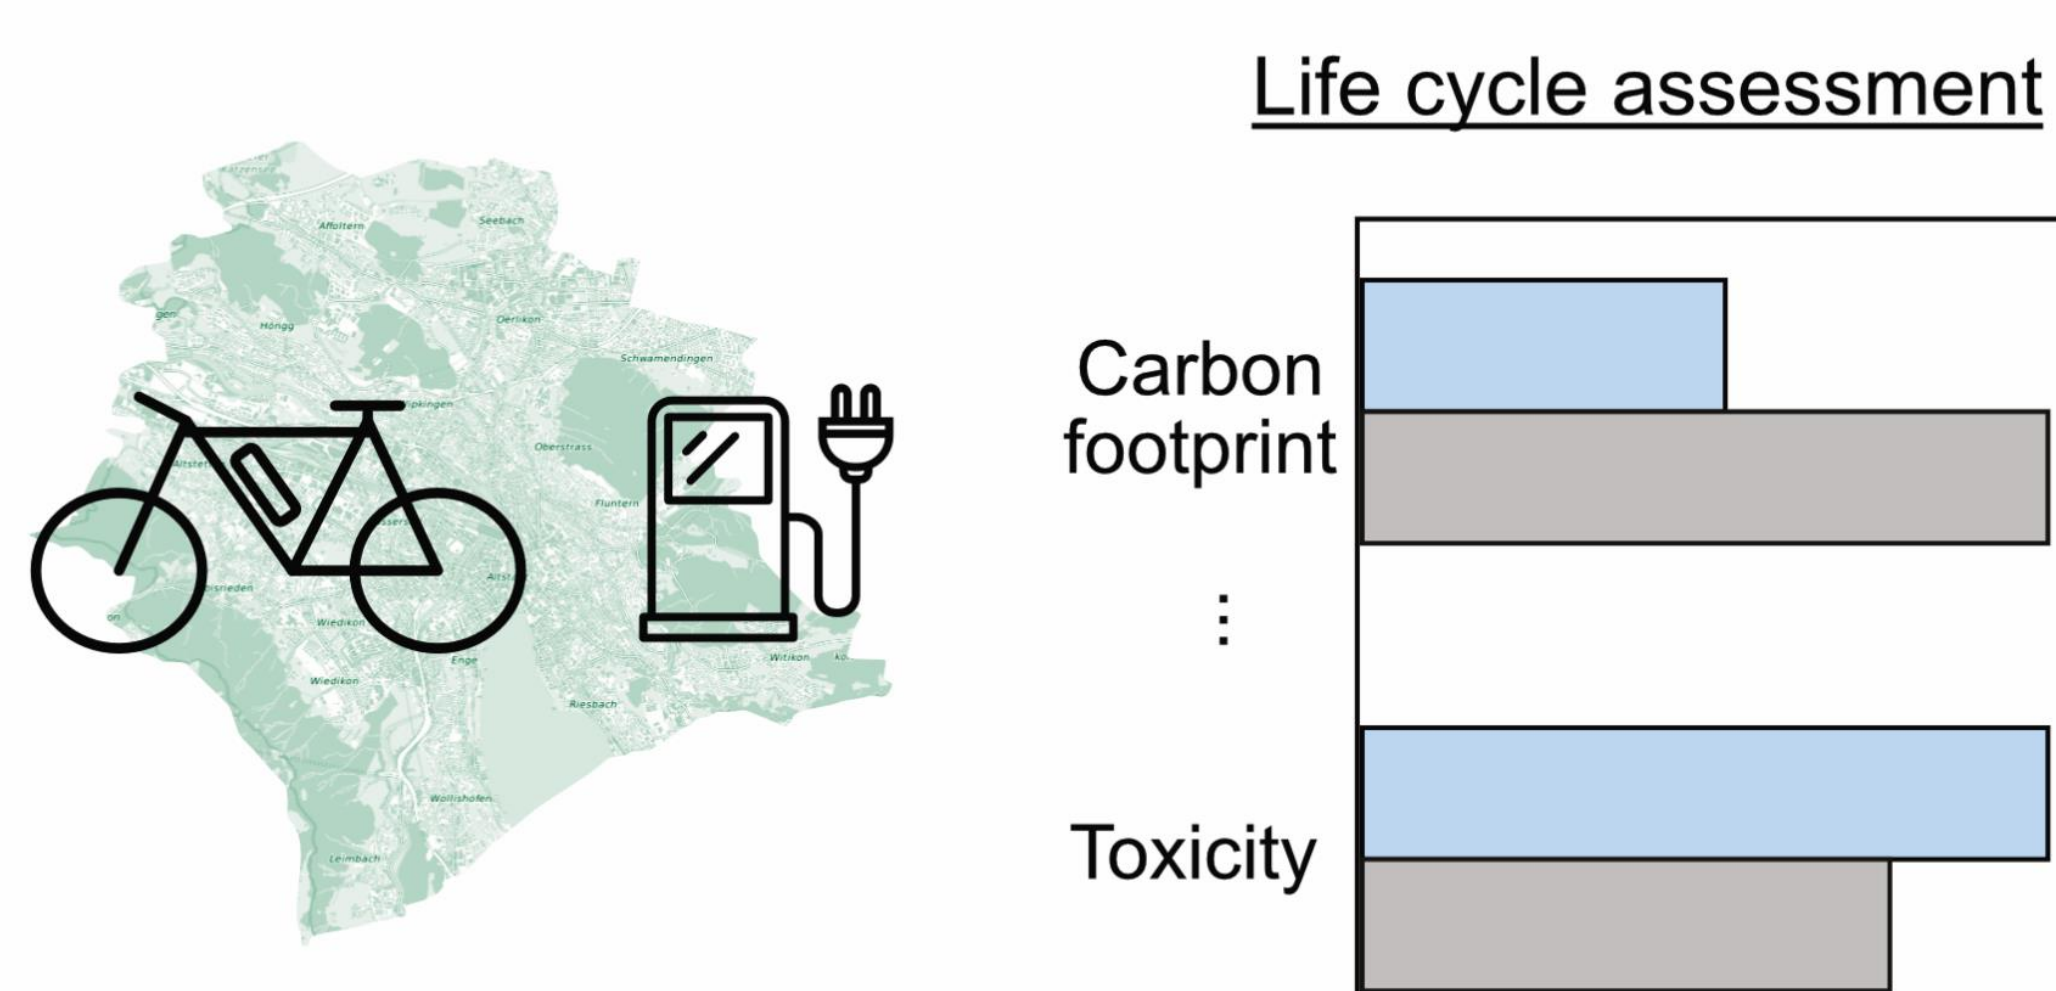 Life cycle assessment
Katzensee
Affoltern
Seebach
Höngg
Oerlikon
Schwamendingen
Oberstrass
Fluntern
Wiedikon
Enge
Witikon
Wiedikon
Riesbach
Wollishofen
Leimbach
Carbon
footprint
⋮
Toxicity